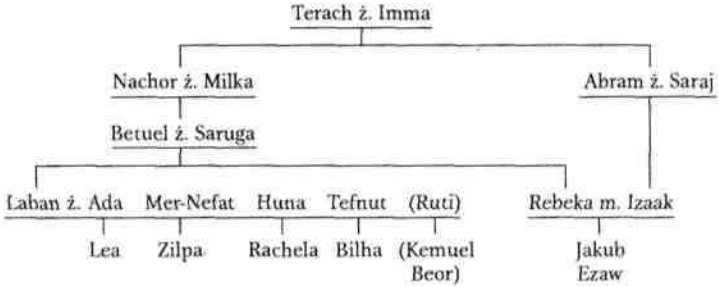 Terach ż. Imma
Nachor ż. Milka Abram ż. Saraj
Betuel ż. Saruga
Laban ż. Ada Mer-Nefat Huna Tefnut (Ruti) Rebeka m. Izaak
Lea Zilpa Rachela Bilha (Kemuel Jakub
Beor) Ezaw